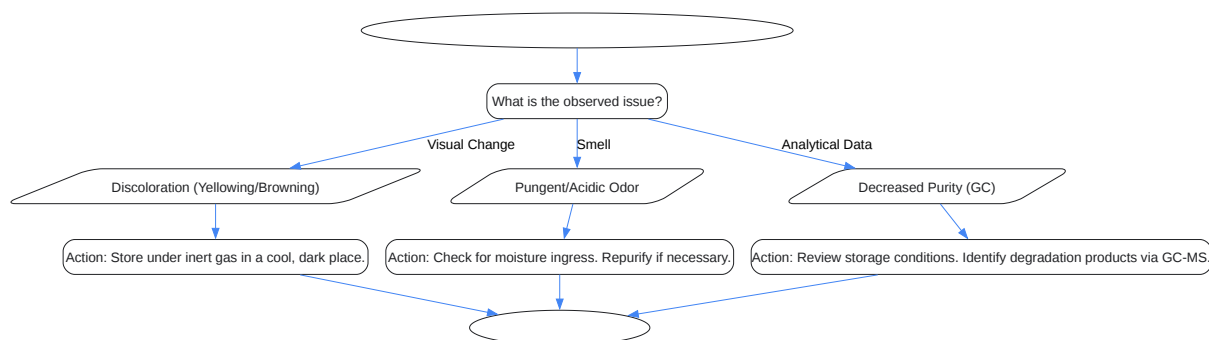 What is the observed issue?
Visual Change
Smell
Analytical Data
Discoloration (Yellowing/Browning)
Pungent/Acidic Odor
Decreased Purity (GC)
Action: Store under inert gas in a cool, dark place.
Action: Check for moisture ingress. Repurify if necessary.
Action: Review storage conditions. Identify degradation products via GC-MS.